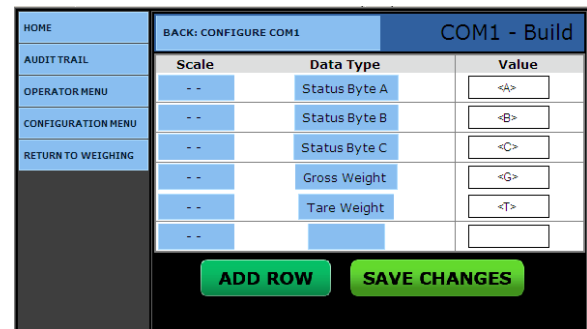 HOME
BACK: CONFIGURE COM1
COM1 - Build
AUDIT TRAIL
OPERATOR MENU
CONFIGURATION MENU
RETURN TO WEIGHING
Scale Data Type Value
- - Status Byte A <A>
- - Status Byte B <B>
- - Status Byte C <C>
- - Gross Weight <G>
- - Tare Weight <T>
- -
ADD ROW SAVE CHANGES